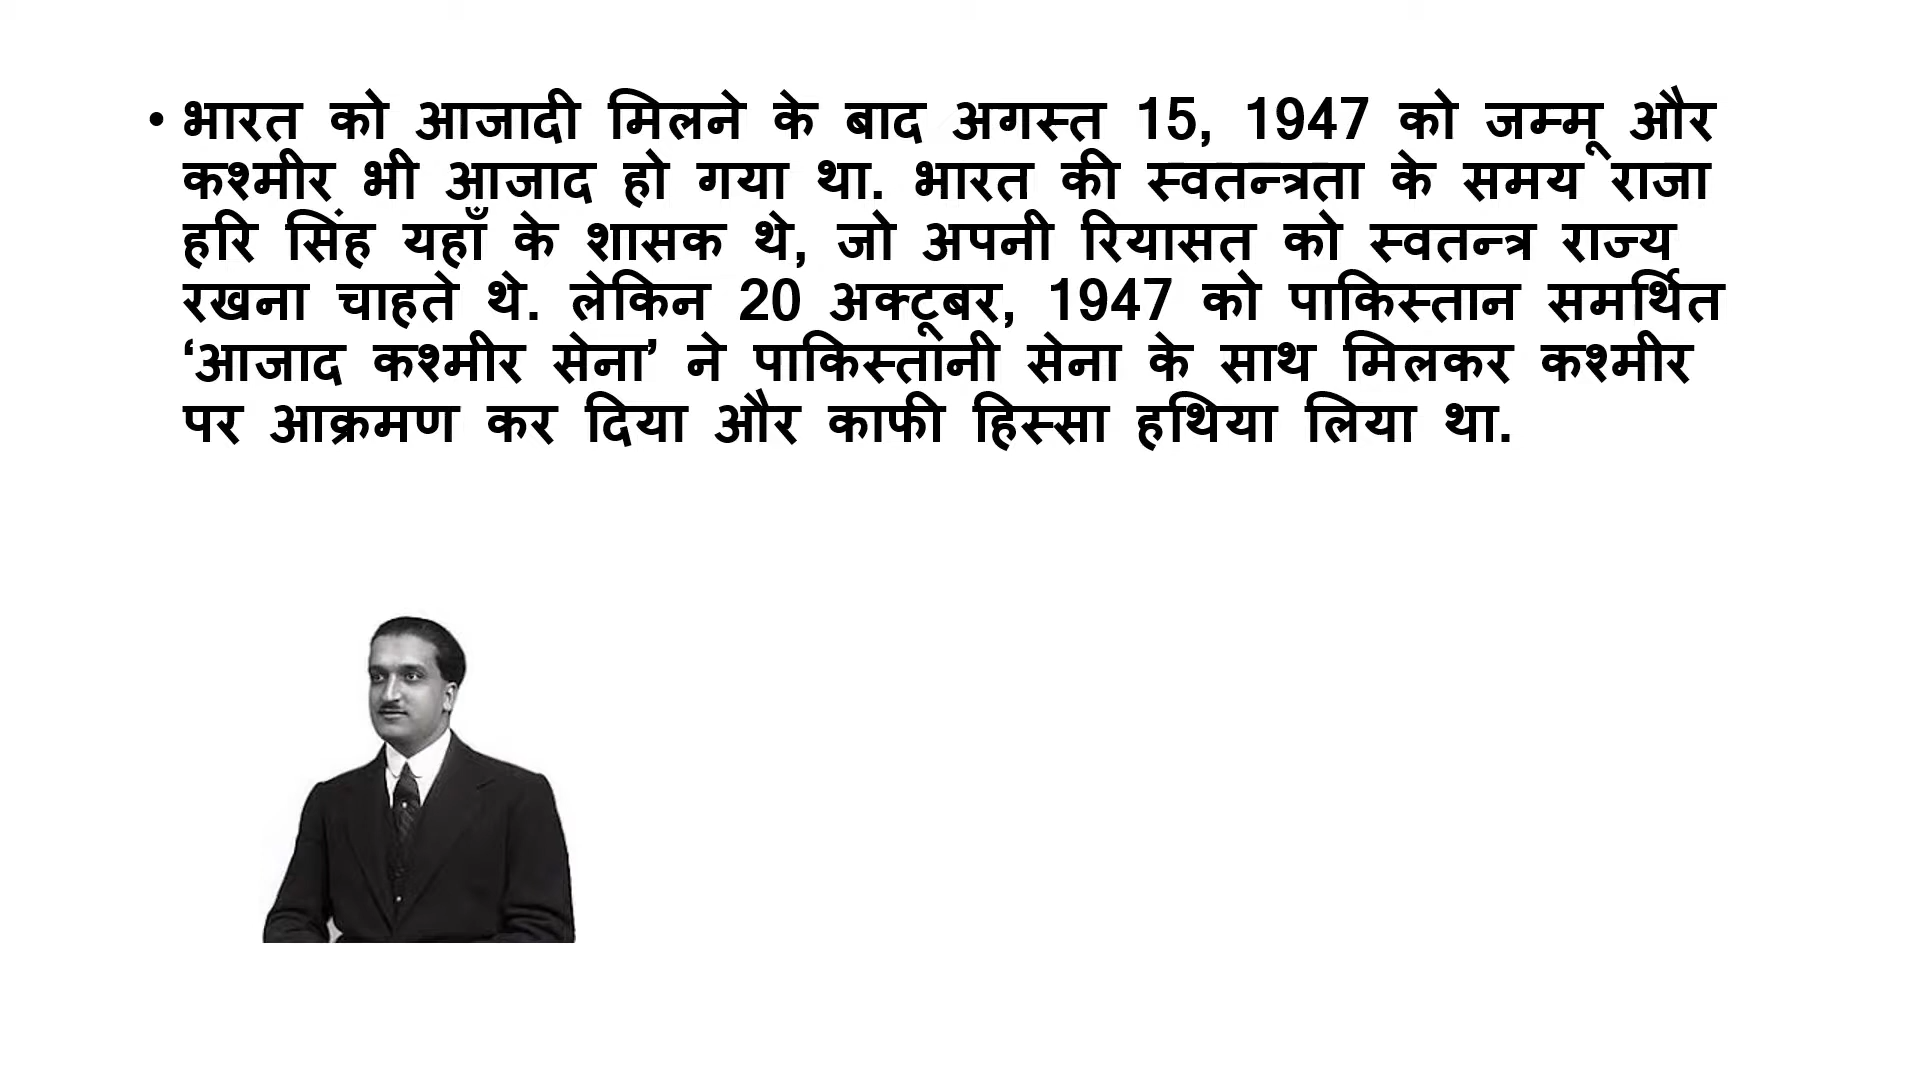 • भारत को आजादी मिलने के बाद अगस्त 15, 1947 को जम्मू और
कश्मीर भी आजाद हो गया था. भारत की स्वतन्त्रता के समय राजा
हरि सिंह यहाँ के शासक थे, जो अपनी रियासत को स्वतन्त्र राज्य
रखना चाहते थे. लेकिन 20 अक्टूबर, 1947 को पाकिस्तान समर्थित
‘आजाद कश्मीर सेना’ ने पाकिस्तानी सेना के साथ मिलकर कश्मीर
पर आक्रमण कर दिया और काफी हिस्सा हथिया लिया था.